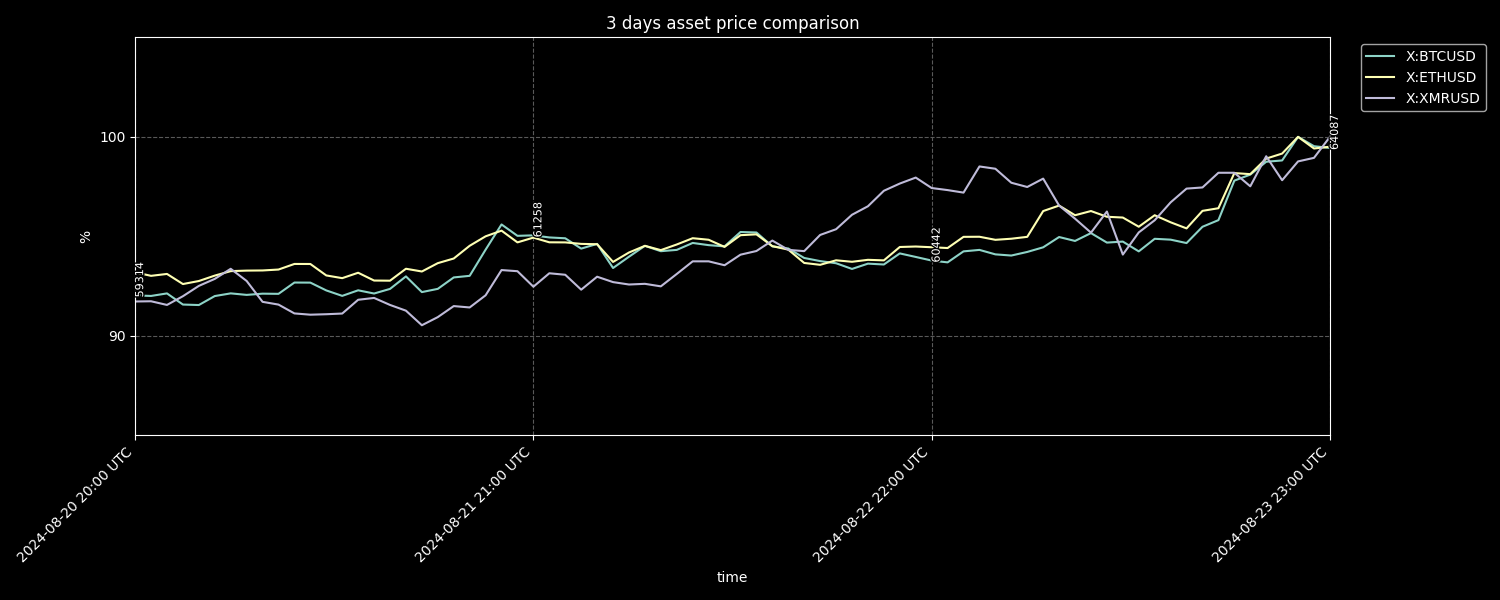 3 days asset price comparison
X:BTCUSD
X:ETHUSD
X:XMRUSD
100
90
%
59314
61258
60442
64087
2024-08-20 20:00 UTC
2024-08-21 21:00 UTC
2024-08-22 22:00 UTC
2024-08-23 23:00 UTC
time